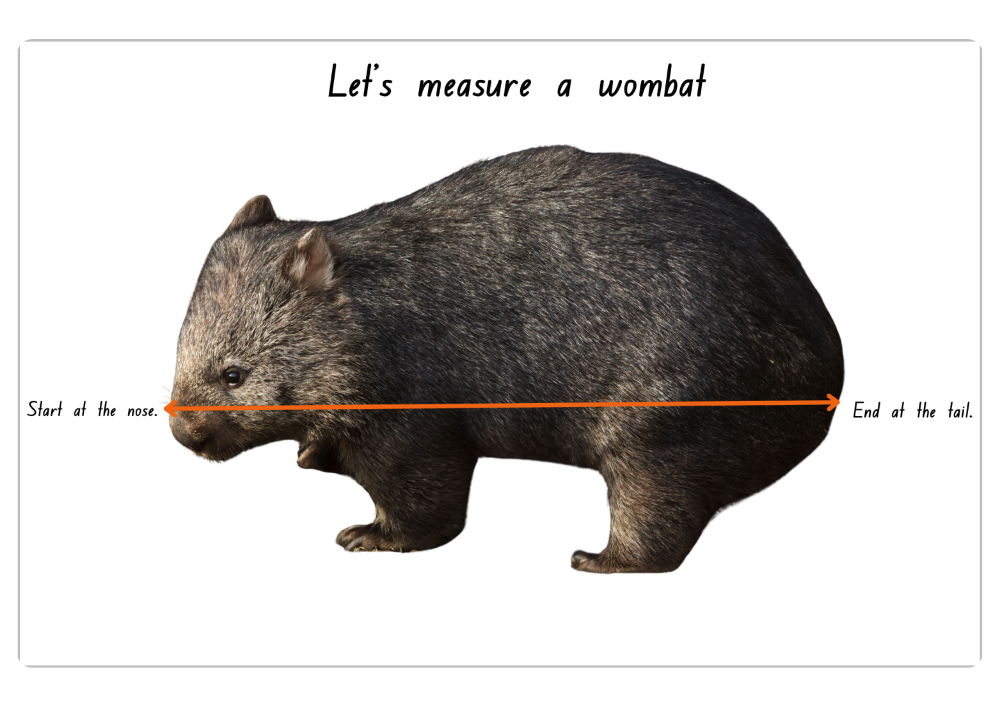 Let's measure a wombat
Start at the nose.
End at the tail.